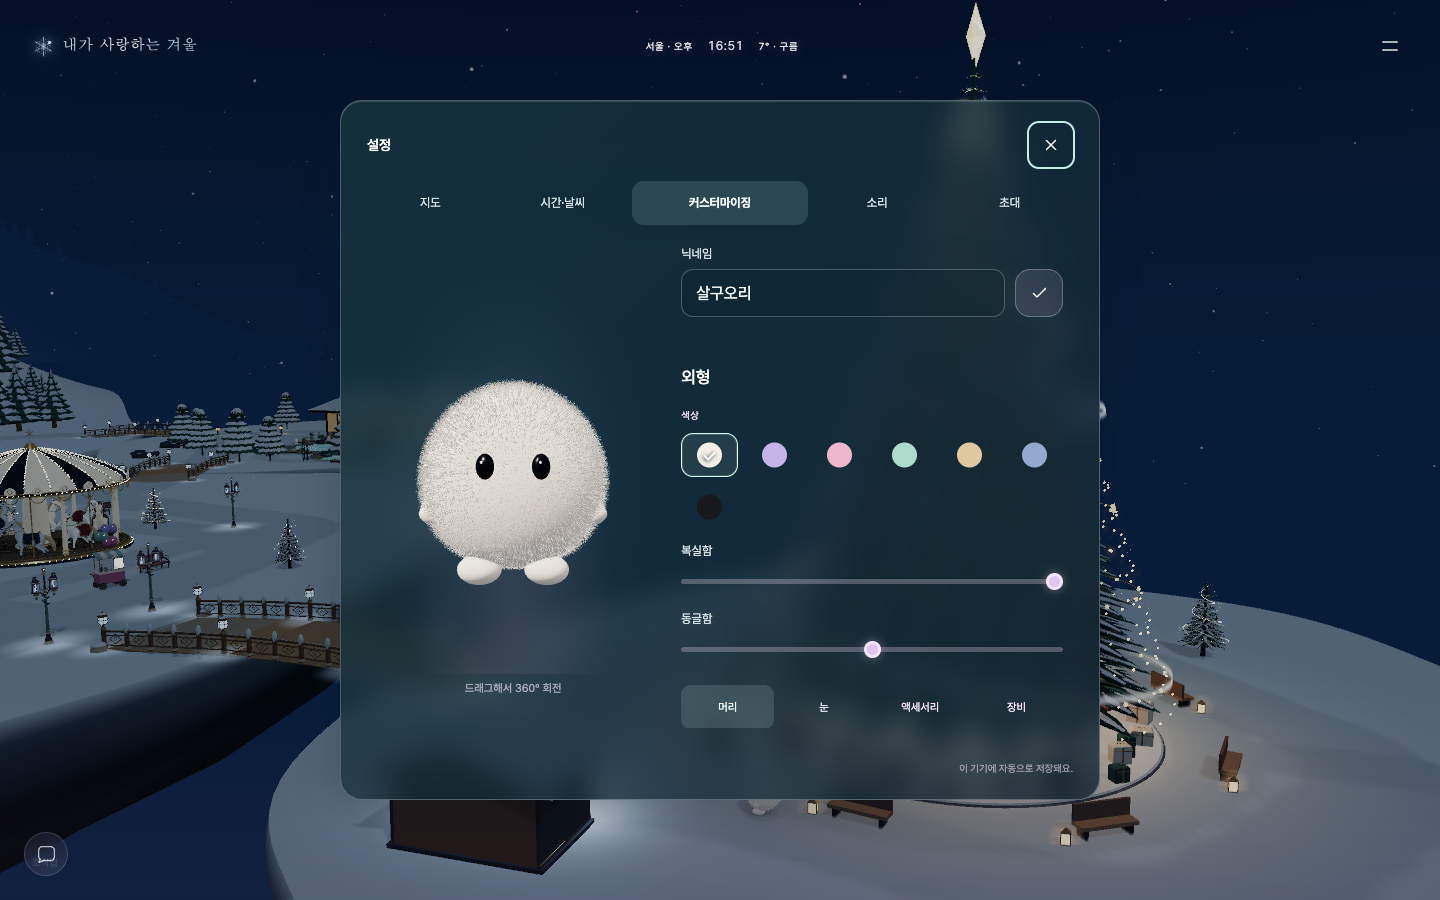 내가 사랑하는 겨울
서울 · 오후 16:51 7° · 구름
설정
지도 시간·날씨 커스터마이징 소리 초대
닉네임
살구오리
외형
색상
복실함
동글함
드래그해서 360° 회전
머리 눈 액세서리 장비
이 기기에 자동으로 저장돼요.